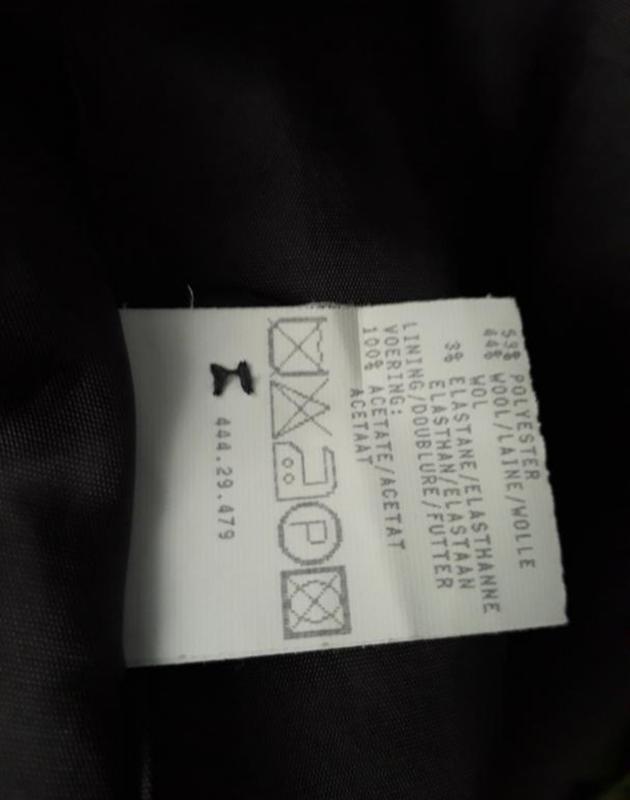 53% POLYESTER
44% WOOL/LAINE/WOLLE
WOL
3% ELASTANE/ELASTHANNE
ELASTHAN/ELASTAAN
LINING/DOUBLURE/FUTTER
VOERING:
100% ACETATE/ACETAT
ACETAAT
P
444.29.479